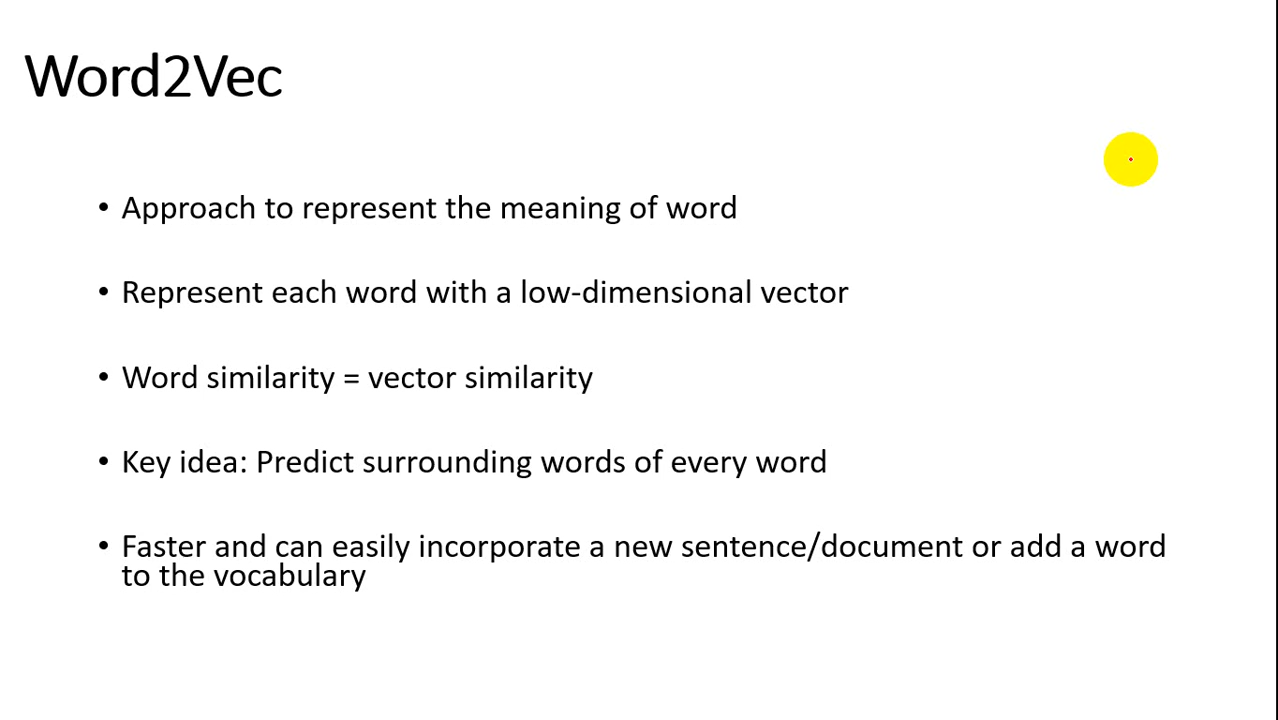 Word2Vec
• Approach to represent the meaning of word
• Represent each word with a low-dimensional vector
• Word similarity = vector similarity
• Key idea: Predict surrounding words of every word
• Faster and can easily incorporate a new sentence/document or add a word
to the vocabulary